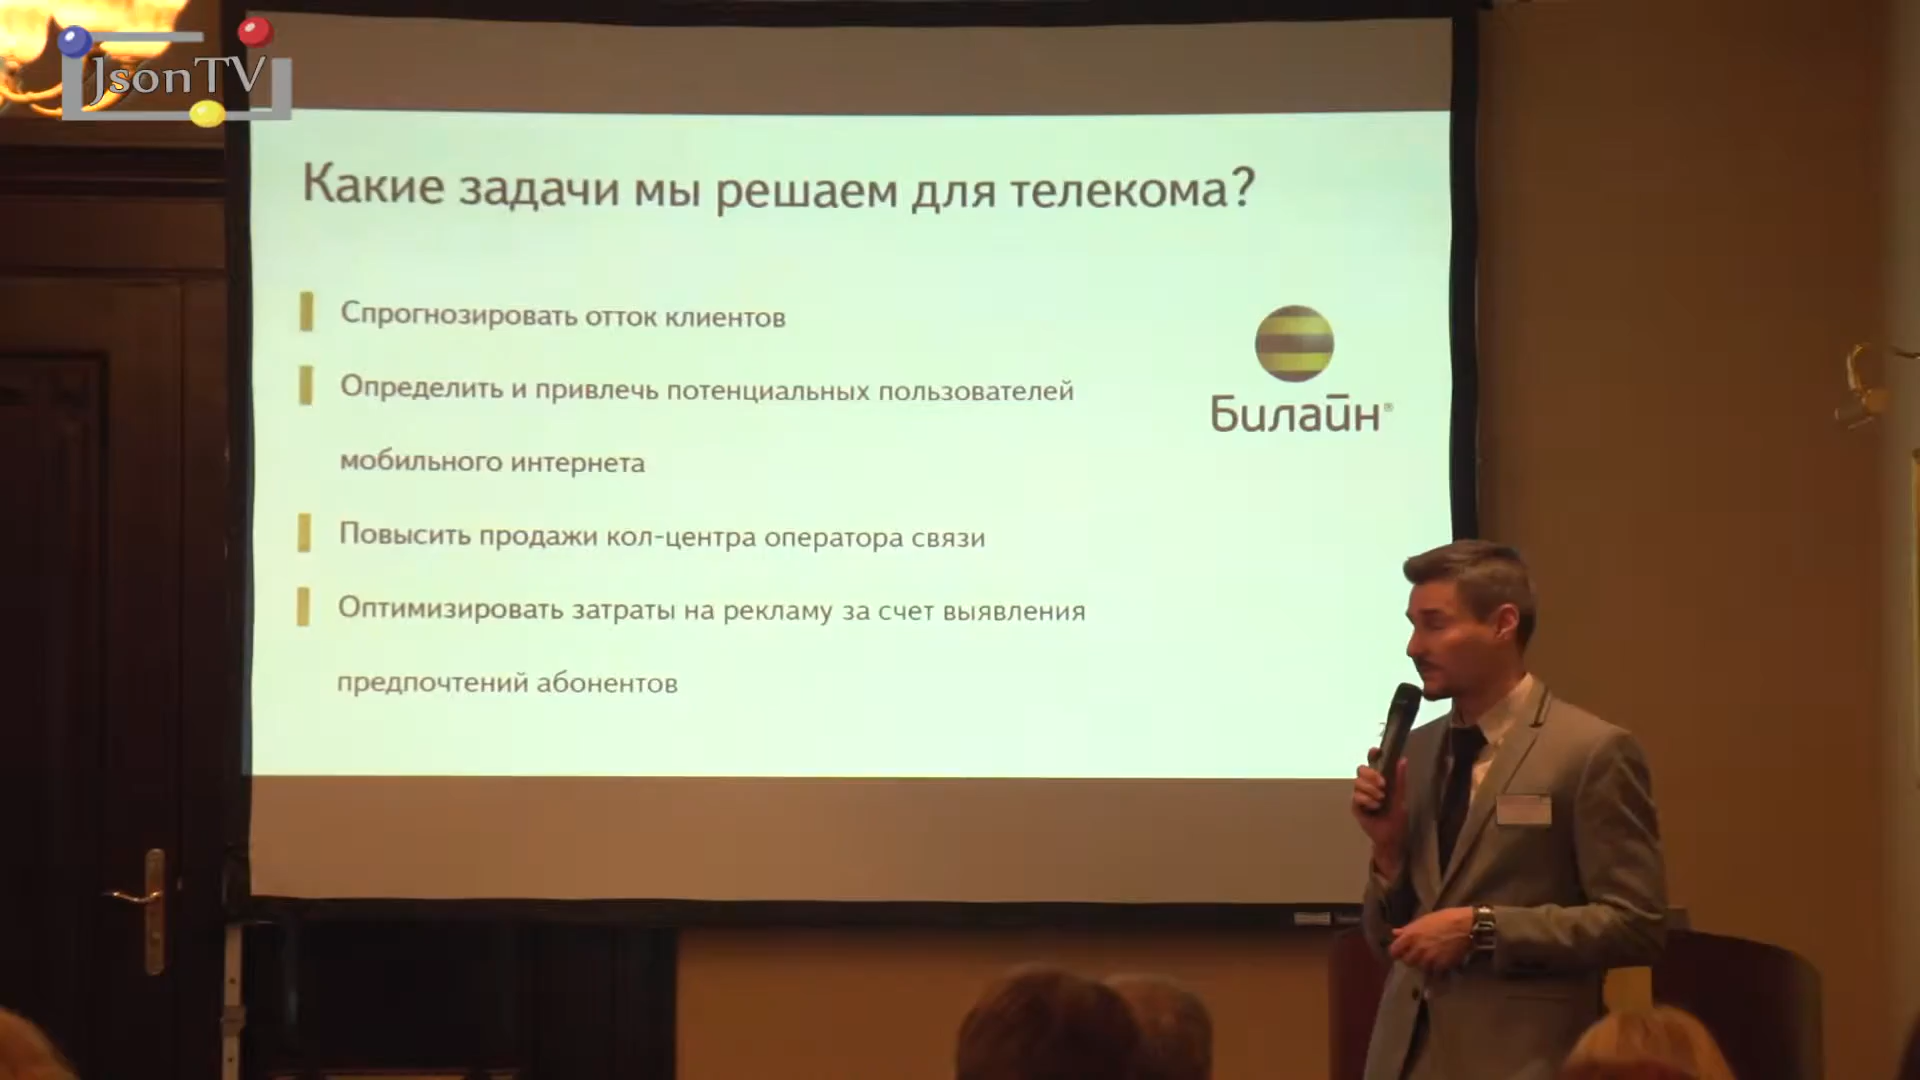 JsonTV
Какие задачи мы решаем для телекома?
Спрогнозировать отток клиентов
Определить и привлечь потенциальных пользователей
мобильного интернета
Билайн®
Повысить продажи кол-центра оператора связи
Оптимизировать затраты на рекламу за счет выявления
предпочтений абонентов